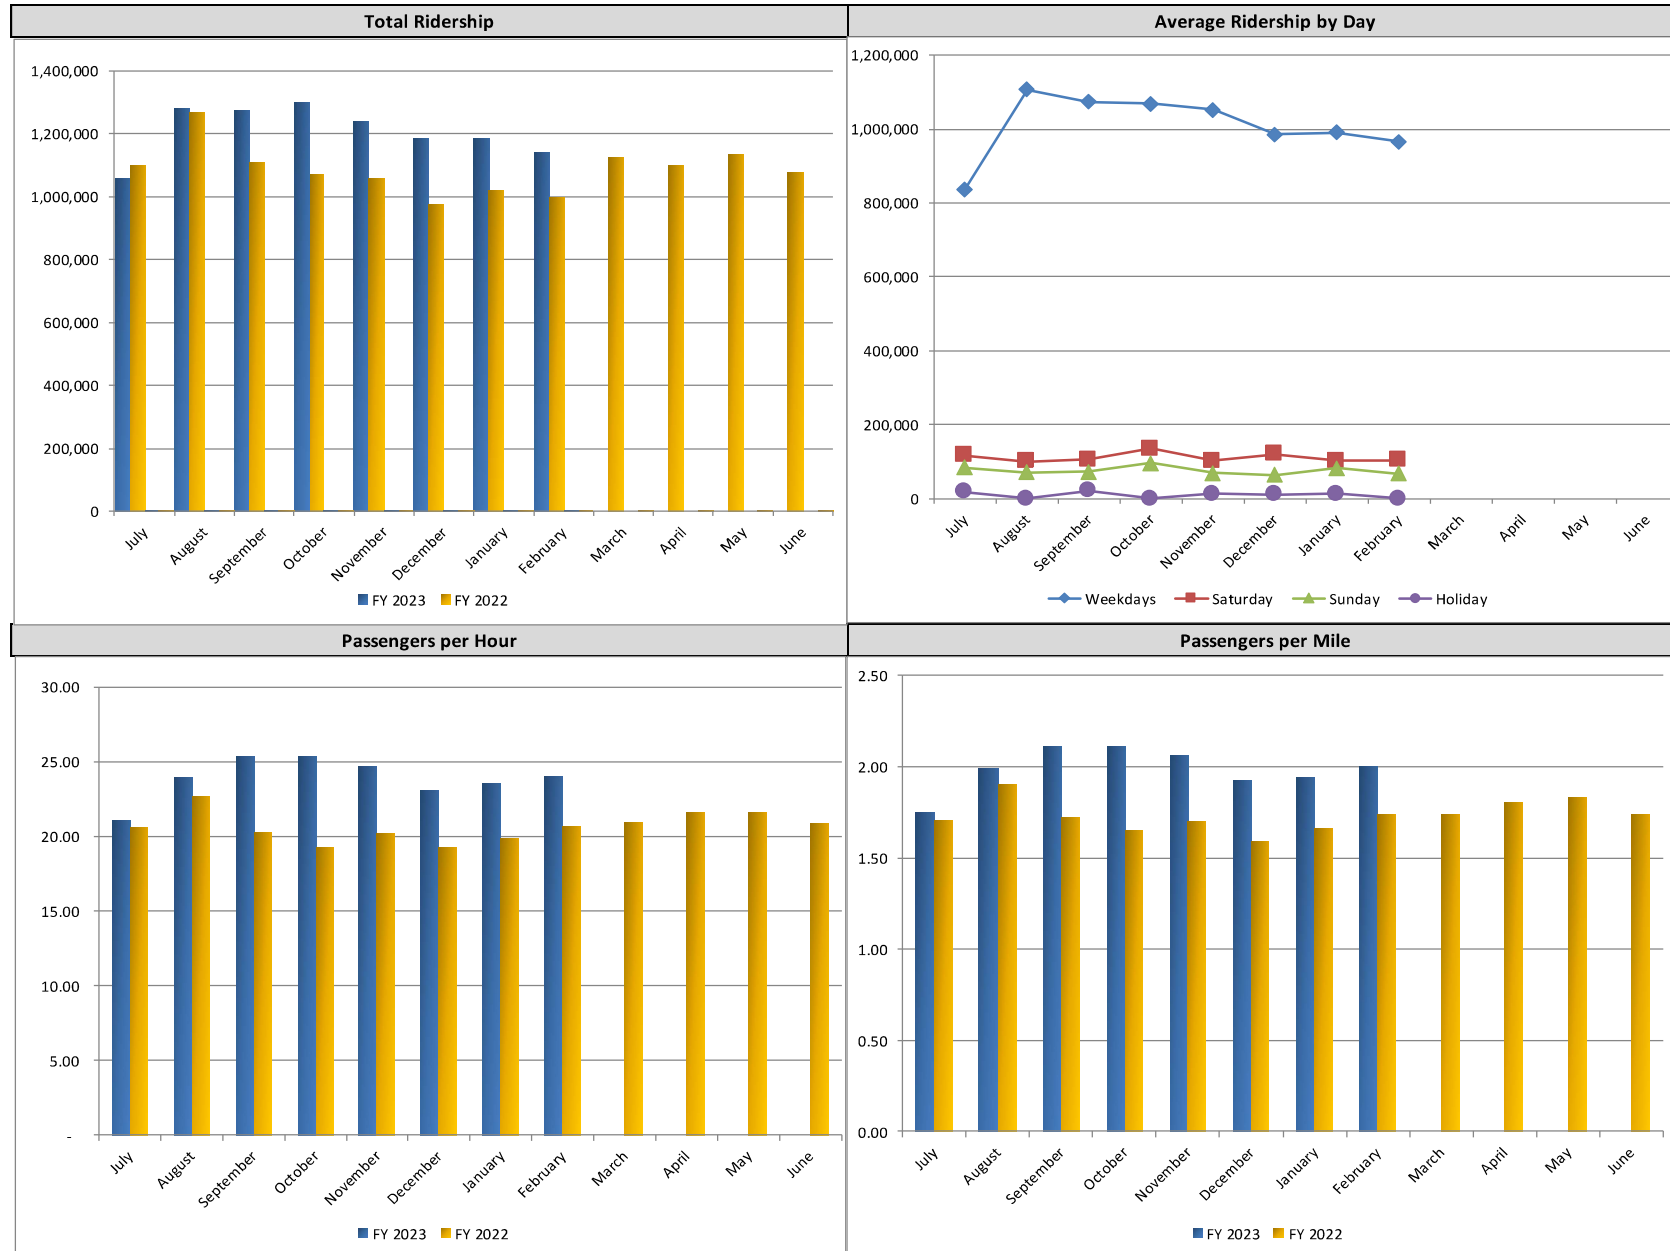 Total Ridership
1,400,000
1,200,000
1,000,000
800,000
600,000
400,000
200,000
0
July August September October November December January February March April May June
FY 2023 FY 2022
Average Ridership by Day
1,200,000
1,000,000
800,000
600,000
400,000
200,000
0
July August September October November December January February March April May June
Weekdays Saturday Sunday Holiday
Passengers per Hour
30.00
25.00
20.00
15.00
10.00
5.00
-
July August September October November December January February March April May June
FY 2023 FY 2022
Passengers per Mile
2.50
2.00
1.50
1.00
0.50
0.00
July August September October November December January February March April May June
FY 2023 FY 2022